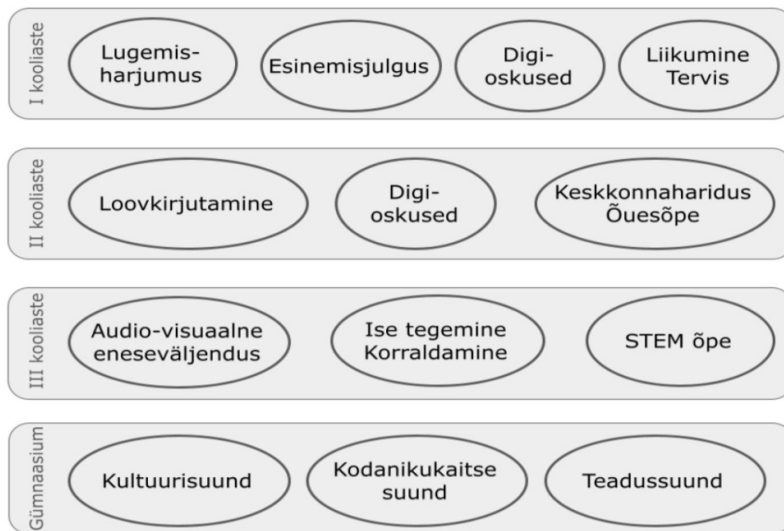 I kooliaste
Lugemis-
harjumus
Esinemisjulgus
Digi-
oskused
Liikumine
Tervis
II kooliaste
Loovkirjutamine
Digi-
oskused
Keskkonnaharidus
Õuesõpe
III kooliaste
Audio-visuaalne
eneseväljendus
Ise tegemine
Korraldamine
STEM õpe
Gümnaasium
Kultuurisuund
Kodanikukaitse
suund
Teadussuund